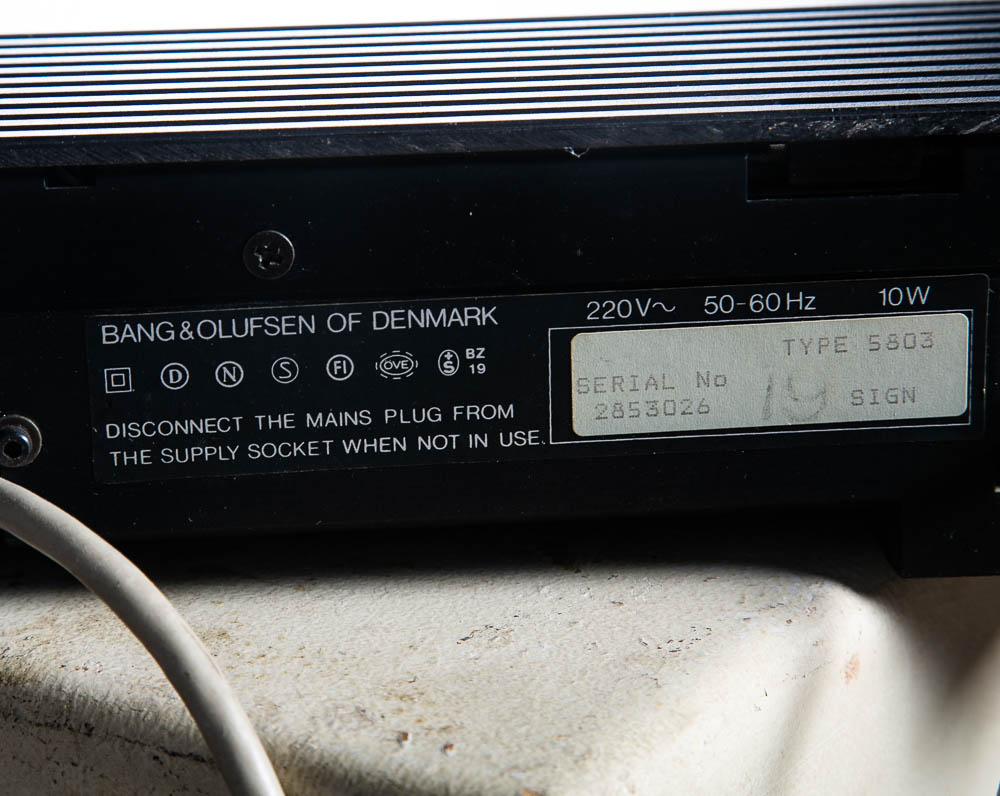 BANG&OLUFSEN OF DENMARK
D N S FI ÖVE +S BZ 19
DISCONNECT THE MAINS PLUG FROM
THE SUPPLY SOCKET WHEN NOT IN USE.
220V~ 50-60Hz 10W
TYPE 5803
SERIAL No
2853026
19 SIGN